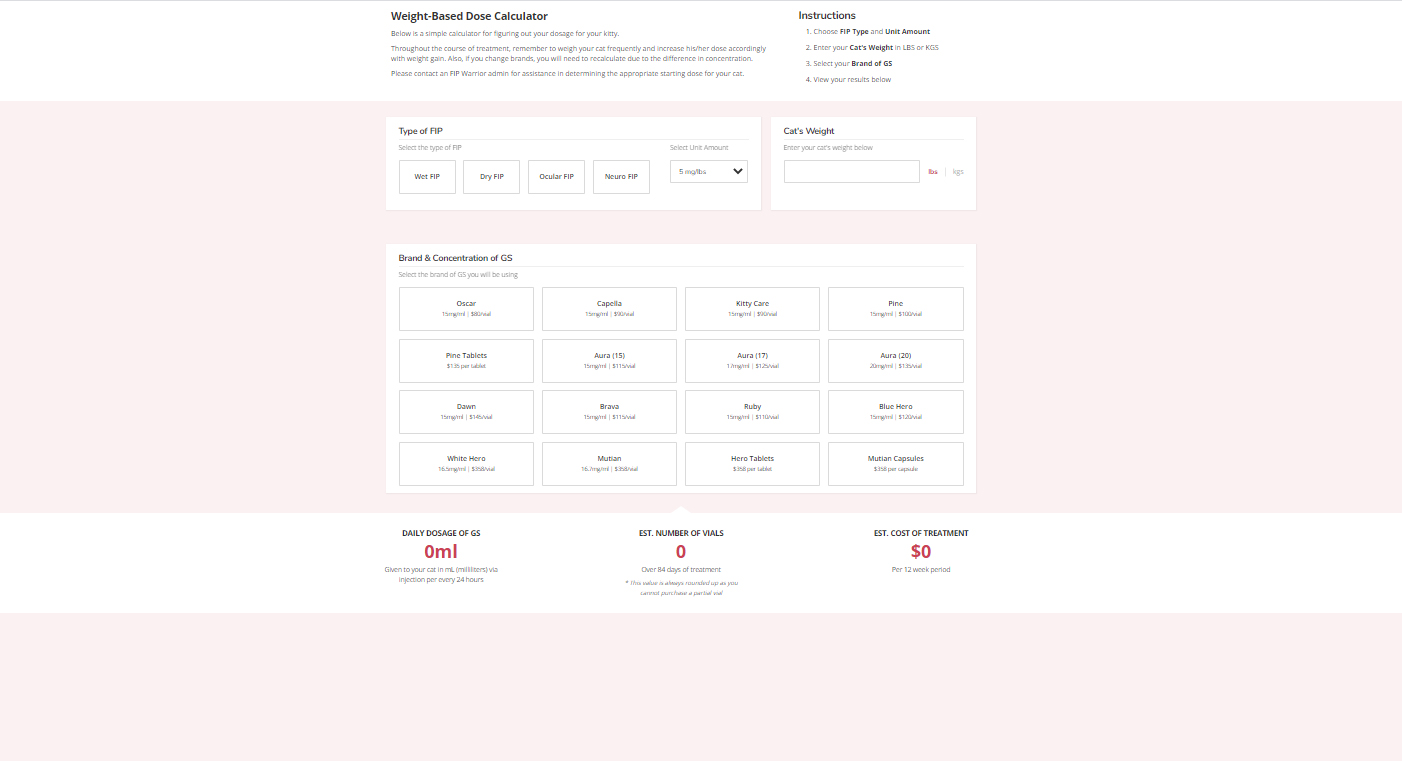 Weight-Based Dose Calculator
Below is a simple calculator for figuring out your dosage for your kitty.
Throughout the course of treatment, remember to weigh your cat frequently and increase his/her dose accordingly
with weight gain. Also, if you change brands, you will need to recalculate due to the difference in concentration.
Please contact an FIP Warrior admin for assistance in determining the appropriate starting dose for your cat.
Instructions
1. Choose FIP Type and Unit Amount
2. Enter your Cat's Weight in LBS or KGS
3. Select your Brand of GS
4. View your results below
Type of FIP
Select the type of FIP
Select Unit Amount
Wet FIP
Dry FIP
Ocular FIP
Neuro FIP
5 mg/lbs
Cat's Weight
Enter your cat's weight below
lbs | kgs
Brand & Concentration of GS
Select the brand of GS you will be using
Oscar
15mg/ml | $80/vial
Capella
15mg/ml | $90/vial
Kitty Care
15mg/ml | $90/vial
Pine
15mg/ml | $100/vial
Pine Tablets
$135 per tablet
Aura (15)
15mg/ml | $115/vial
Aura (17)
17mg/ml | $125/vial
Aura (20)
20mg/ml | $135/vial
Dawn
15mg/ml | $145/vial
Brava
15mg/ml | $115/vial
Ruby
15mg/ml | $110/vial
Blue Hero
15mg/ml | $120/vial
White Hero
16.5mg/ml | $358/vial
Mutian
16.7mg/ml | $358/vial
Hero Tablets
$358 per tablet
Mutian Capsules
$358 per capsule
DAILY DOSAGE OF GS
0ml
Given to your cat in mL (milliliters) via
injection per every 24 hours
EST. NUMBER OF VIALS
0
Over 84 days of treatment
* This value is always rounded up as you
cannot purchase a partial vial
EST. COST OF TREATMENT
$0
Per 12 week period